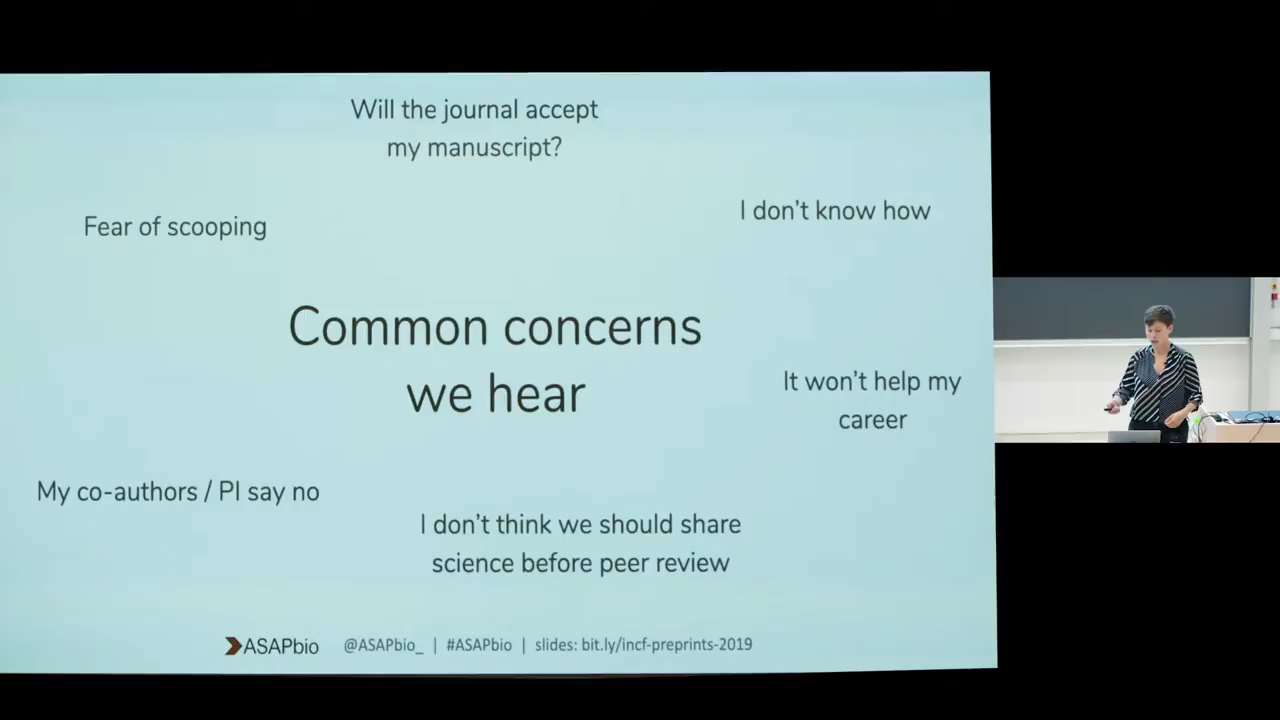 Will the journal accept
my manuscript?
I don't know how
Fear of scooping
Common concerns
we hear
It won't help my
career
My co-authors / PI say no
I don't think we should share
science before peer review
ASAPbio @ASAPbio_ | #ASAPbio | slides: bit.ly/incf-preprints-2019